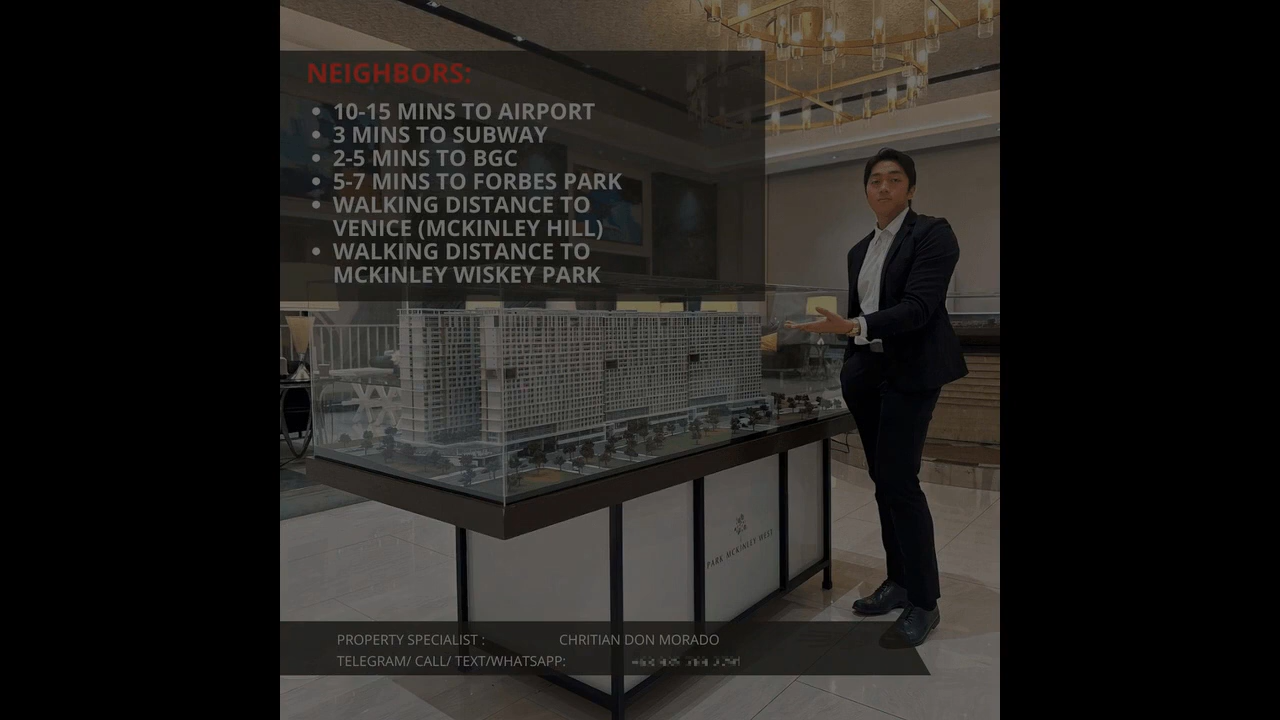 NEIGHBORS:
10-15 MINS TO AIRPORT
3 MINS TO SUBWAY
2-5 MINS TO BGC
5-7 MINS TO FORBES PARK
WALKING DISTANCE TO
VENICE (MCKINLEY HILL)
WALKING DISTANCE TO
MCKINLEY WISKEY PARK
PARK MCKINLEY WEST
PROPERTY SPECIALIST : CHRITIAN DON MORADO
TELEGRAM/ CALL/ TEXT/WHATSAPP: